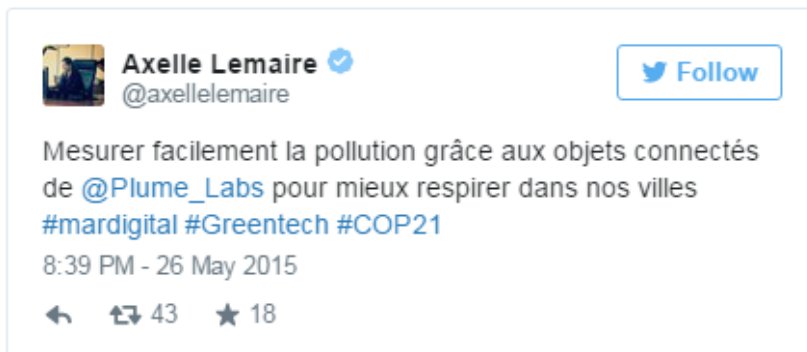 Axelle Lemaire
@axellelemaire
Follow
Mesurer facilement la pollution grâce aux objets connectés
de @Plume_Labs pour mieux respirer dans nos villes
#mardigital #Greentech #COP21
8:39 PM - 26 May 2015
43 18